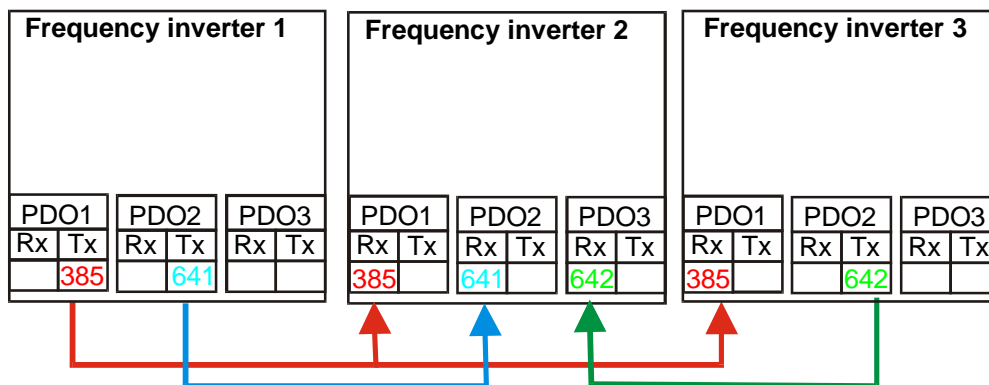 Frequency inverter 1 Frequency inverter 2 Frequency inverter 3
PDO1 PDO2 PDO3 PDO1 PDO2 PDO3 PDO1 PDO2 PDO3
Rx Tx Rx Tx Rx Tx Rx Tx Rx Tx Rx Tx Rx Tx Rx Tx Rx Tx
385 641 385 641 642 385 642